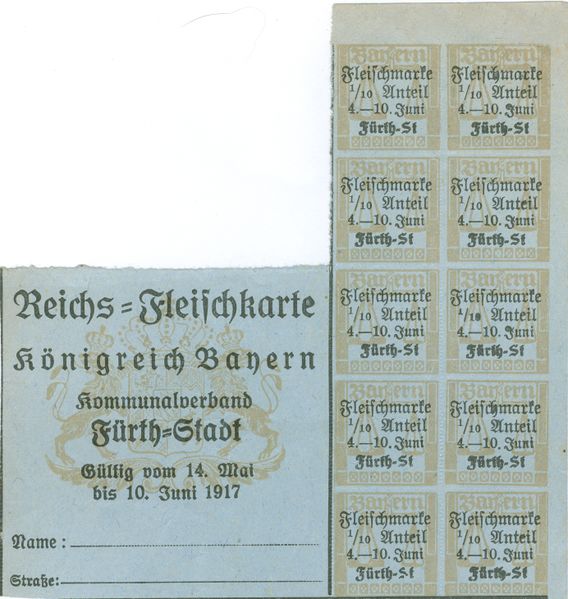 Reichs=Fleischkarte
Königreich Bayern
Kommunalverband
Fürth=Stadt
Gültig vom 14. Mai
bis 10. Juni 1917
Name :
Straße:
Bayern
Fleischmarke
1/10 Anteil
4.—10. Juni
Fürth-St
Bayern
Fleischmarke
1/10 Anteil
4.—10. Juni
Fürth-St
Bayern
Fleischmarke
1/10 Anteil
4.—10. Juni
Fürth-St
Bayern
Fleischmarke
1/10 Anteil
4.—10. Juni
Fürth-St
Bayern
Fleischmarke
1/10 Anteil
4.—10. Juni
Fürth-St
Bayern
Fleischmarke
1/10 Anteil
4.—10. Juni
Fürth-St
Bayern
Fleischmarke
1/10 Anteil
4.—10. Juni
Fürth-St
Bayern
Fleischmarke
1/10 Anteil
4.—10. Juni
Fürth-St
Bayern
Fleischmarke
1/10 Anteil
4.—10. Juni
Fürth-St
Bayern
Fleischmarke
1/10 Anteil
4.—10. Juni
Fürth-St